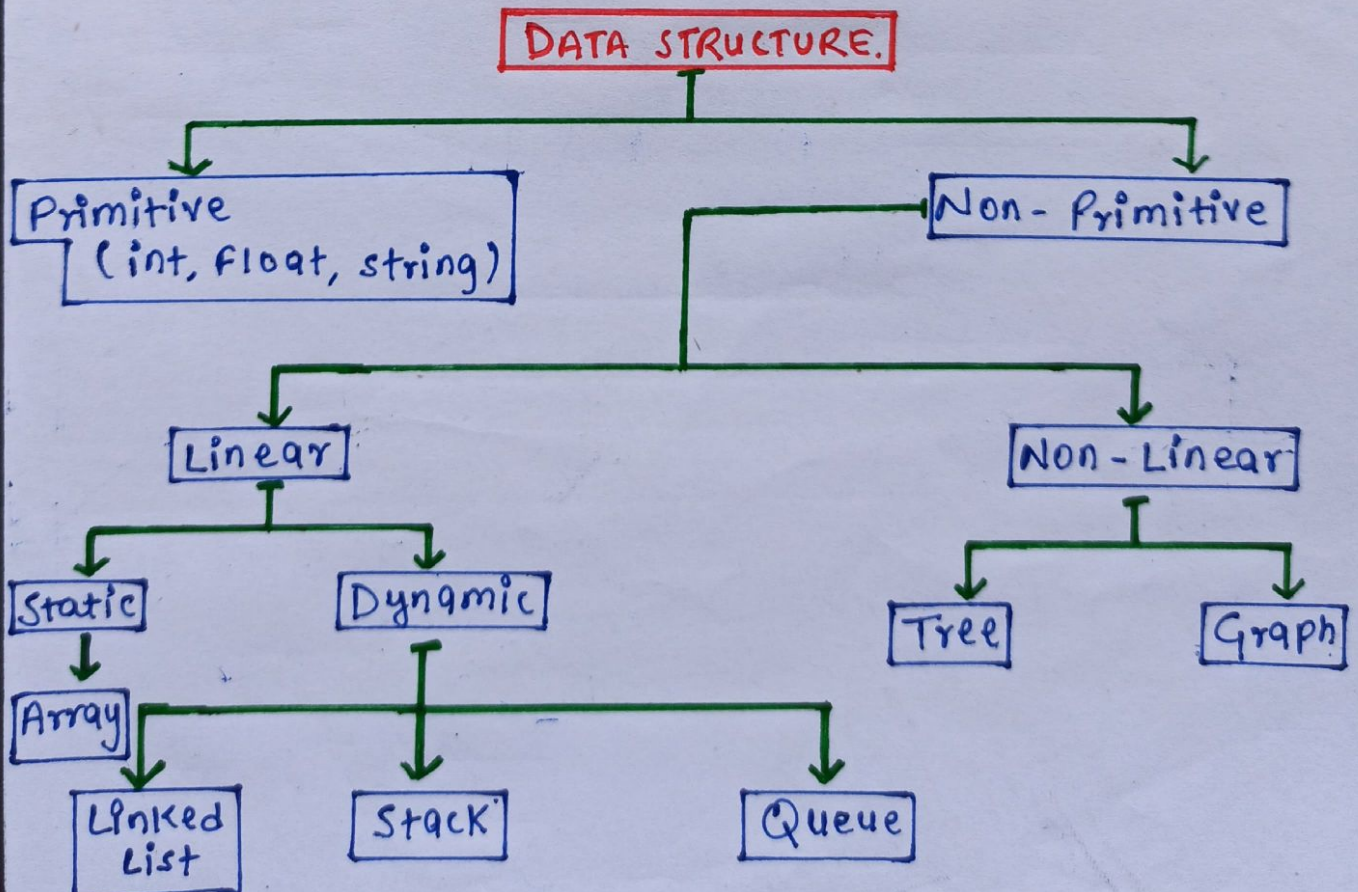 DATA STRUCTURE.
Primitive
(int, Float, string)
Non - Primitive
Linear
Non - Linear
Static
Dynamic
Tree
Graph
Array
Linked
List
Stack
Queue